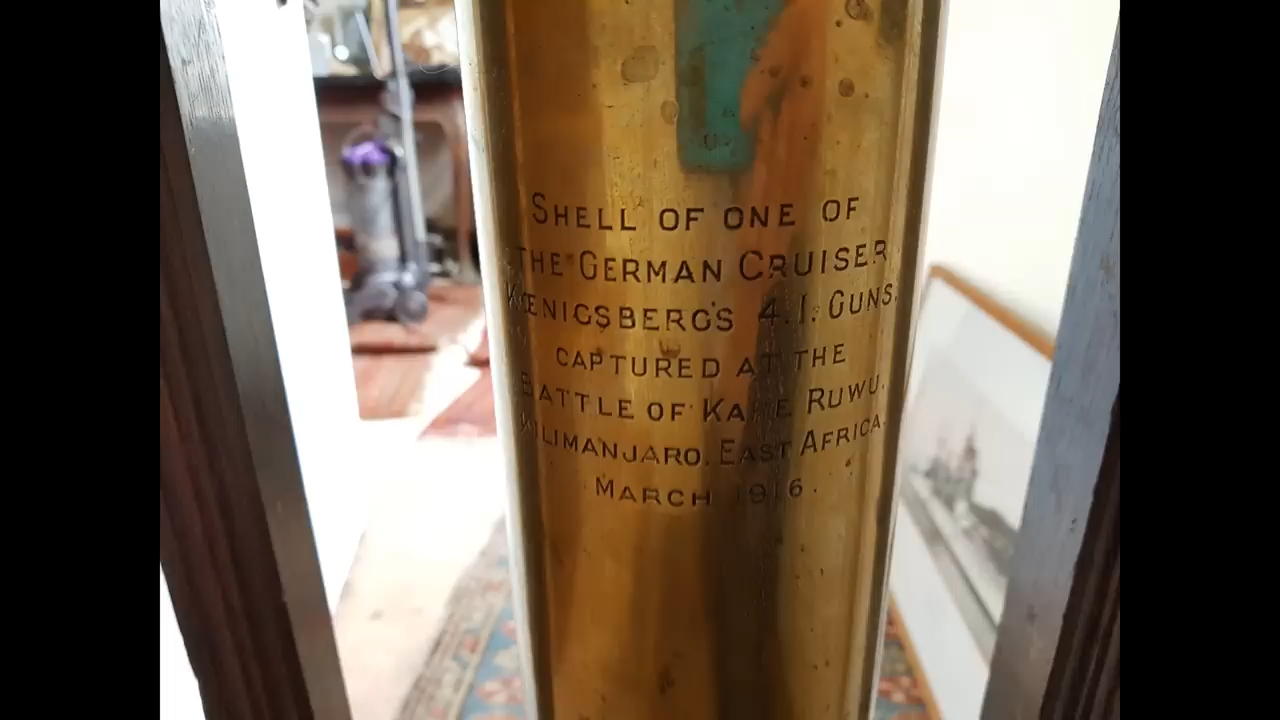 SHELL OF ONE OF
THE GERMAN CRUISER
KŒNIGSBERG'S 4.1. GUNS.
CAPTURED AT THE
BATTLE OF KAHE RUWU.
KILIMANJARO. EAST AFRICA.
MARCH 1916.